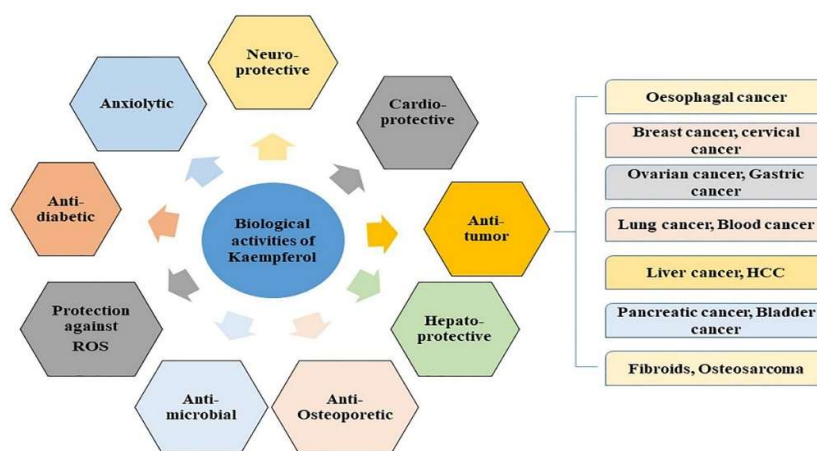 Neuro-
protective
Cardio-
protective
Anti-
tumor
Hepato-
protective
Anti-
Osteoporetic
Anti-
microbial
Protection
against
ROS
Anti-
diabetic
Anxiolytic
Biological
activities of
Kaempferol
Oesophagal cancer
Breast cancer, cervical
cancer
Ovarian cancer, Gastric
cancer
Lung cancer, Blood cancer
Liver cancer, HCC
Pancreatic cancer, Bladder
cancer
Fibroids, Osteosarcoma